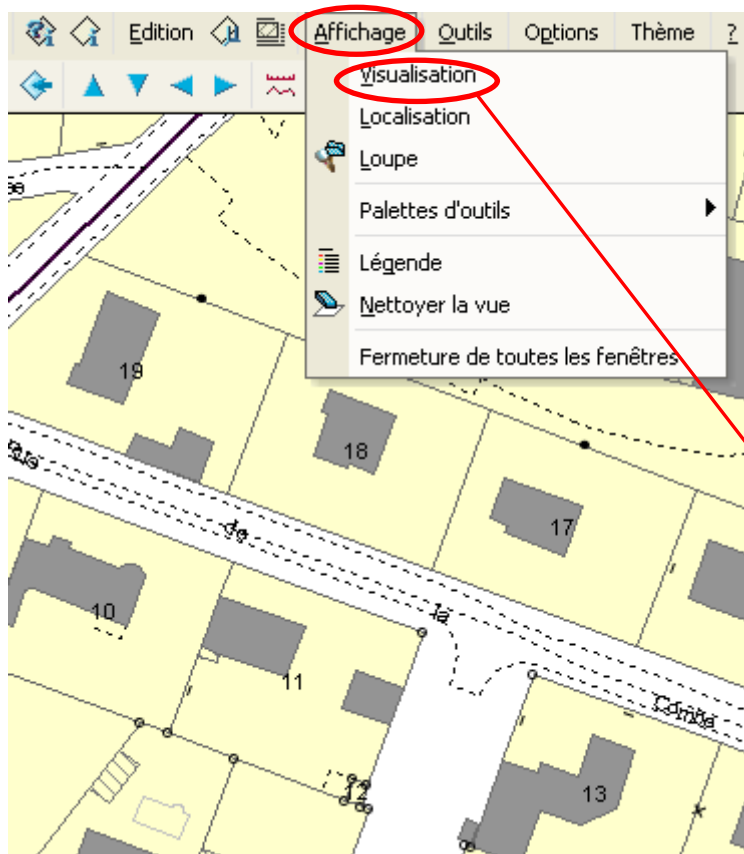 Edition Affichage Outils Options Thème ?
Visualisation
Localisation
Loupe
Palettes d'outils
Légende
Nettoyer la vue
Fermeture de toutes les fenêtres
19
18
17
Rue de la Combe
10
11
12
13